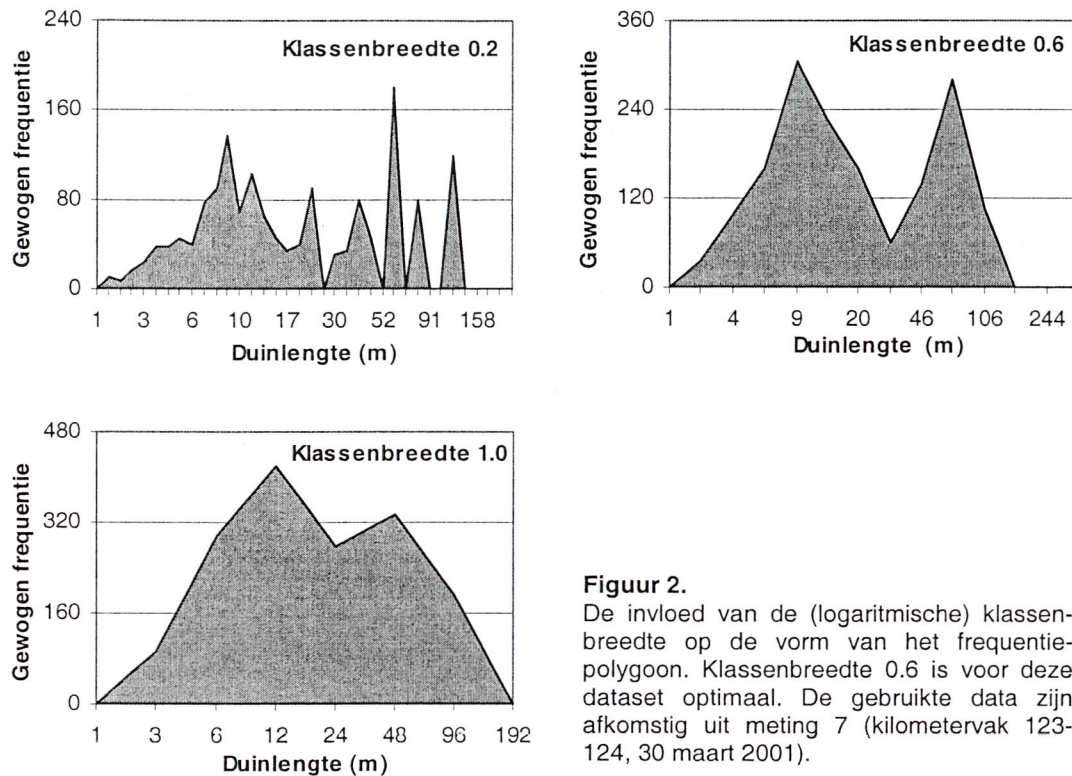 Klassenbreedte 0.2
Gewogen frequentie
240
160
80
0
1 3 6 10 17 30 52 91 158
Duinlengte (m)
Klassenbreedte 0.6
Gewogen frequentie
360
240
120
0
1 4 9 20 46 106 244
Duinlengte (m)
Klassenbreedte 1.0
Gewogen frequentie
480
320
160
0
1 3 6 12 24 48 96 192
Duinlengte (m)
Figuur 2.
De invloed van de (logaritmische) klassen-
breedte op de vorm van het frequentie-
polygoon. Klassenbreedte 0.6 is voor deze
dataset optimaal. De gebruikte data zijn
afkomstig uit meting 7 (kilometervak 123-
124, 30 maart 2001).